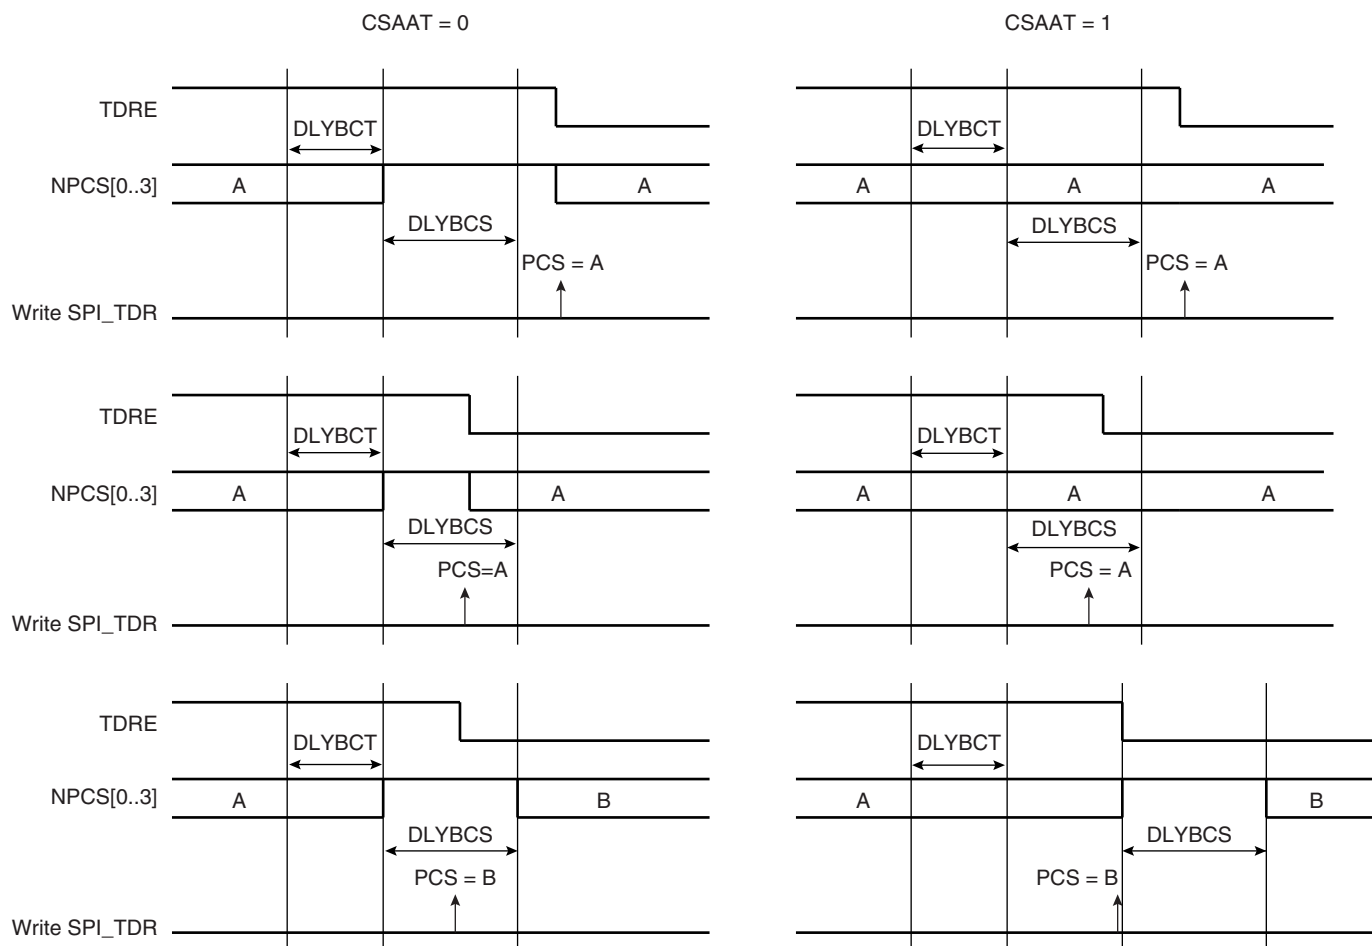 CSAAT = 0 CSAAT = 1
TDRE
DLYBCT DLYBCT
NPCS[0..3] A A A A A
DLYBCS DLYBCS
PCS = A PCS = A
Write SPI_TDR
TDRE
DLYBCT DLYBCT
NPCS[0..3] A A A A A
DLYBCS DLYBCS
PCS=A PCS = A
Write SPI_TDR
TDRE
DLYBCT DLYBCT
NPCS[0..3] A B A B
DLYBCS DLYBCS
PCS = B PCS = B
Write SPI_TDR